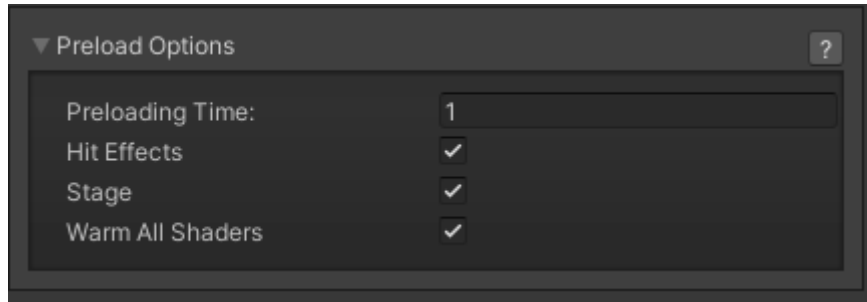 Preload Options
?
Preloading Time: 1
Hit Effects
Stage
Warm All Shaders